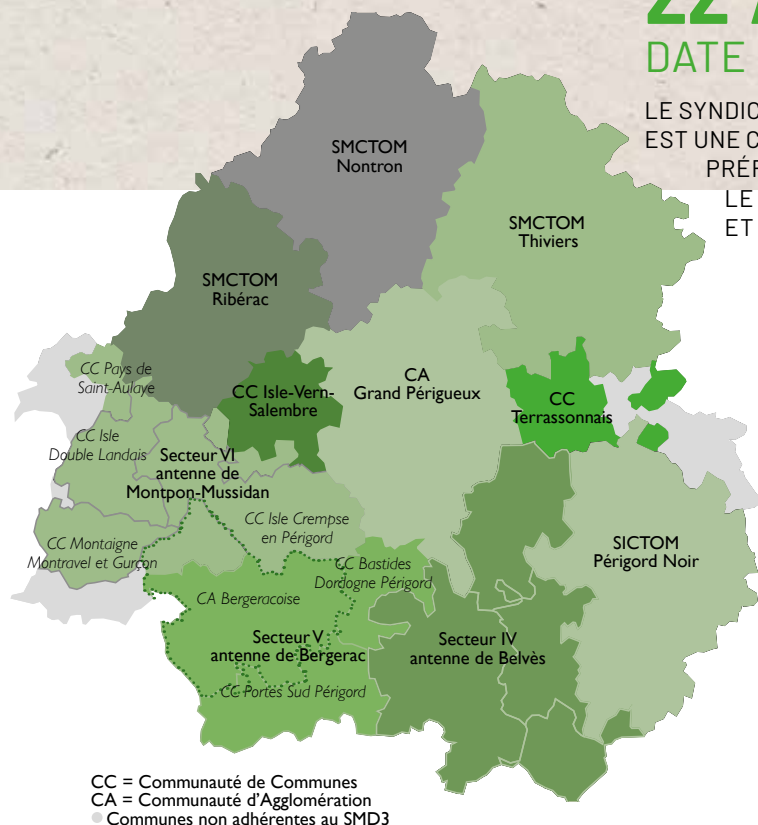 DATE
LE SYNDIC
EST UNE C
PRÉF
LE
ET
SMCTOM
Nontron
SMCTOM
Thiviers
SMCTOM
Ribérac
CC Pays de
Saint-Aulaye
CC Isle-Vern-
Salembre
CA
Grand Périgueux
CC
Terrassonnais
CC Isle
Double Landais
Secteur VI
antenne de
Montpon-Mussidan
CC Isle Crempse
en Périgord
CC Montaigne
Montravel et Gurçon
CC Bastides
Dordogne Périgord
SICTOM
Périgord Noir
CA Bergeracoise
Secteur V
antenne de Bergerac
Secteur IV
antenne de Belvès
CC Portes Sud Périgord
CC = Communauté de Communes
CA = Communauté d'Agglomération
Communes non adhérentes au SMD3